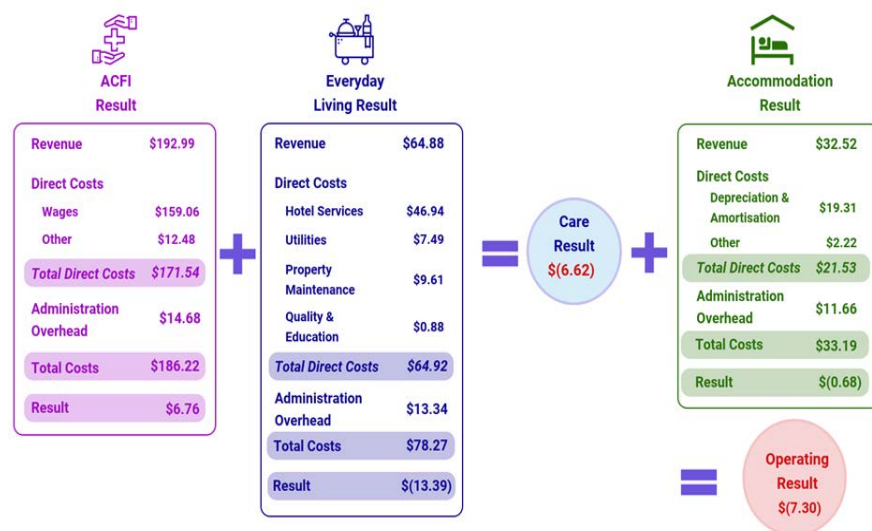 ACFI
Result
Revenue $192.99
Direct Costs
Wages $159.06
Other $12.48
Total Direct Costs $171.54
Administration
Overhead $14.68
Total Costs $186.22
Result $6.76
+
Everyday
Living Result
Revenue $64.88
Direct Costs
Hotel Services $46.94
Utilities $7.49
Property
Maintenance $9.61
Quality &
Education $0.88
Total Direct Costs $64.92
Administration
Overhead $13.34
Total Costs $78.27
Result $(13.39)
=
Care
Result
$(6.62)
+
Accommodation
Result
Revenue $32.52
Direct Costs
Depreciation &
Amortisation $19.31
Other $2.22
Total Direct Costs $21.53
Administration
Overhead $11.66
Total Costs $33.19
Result $(0.68)
=
Operating
Result
$(7.30)